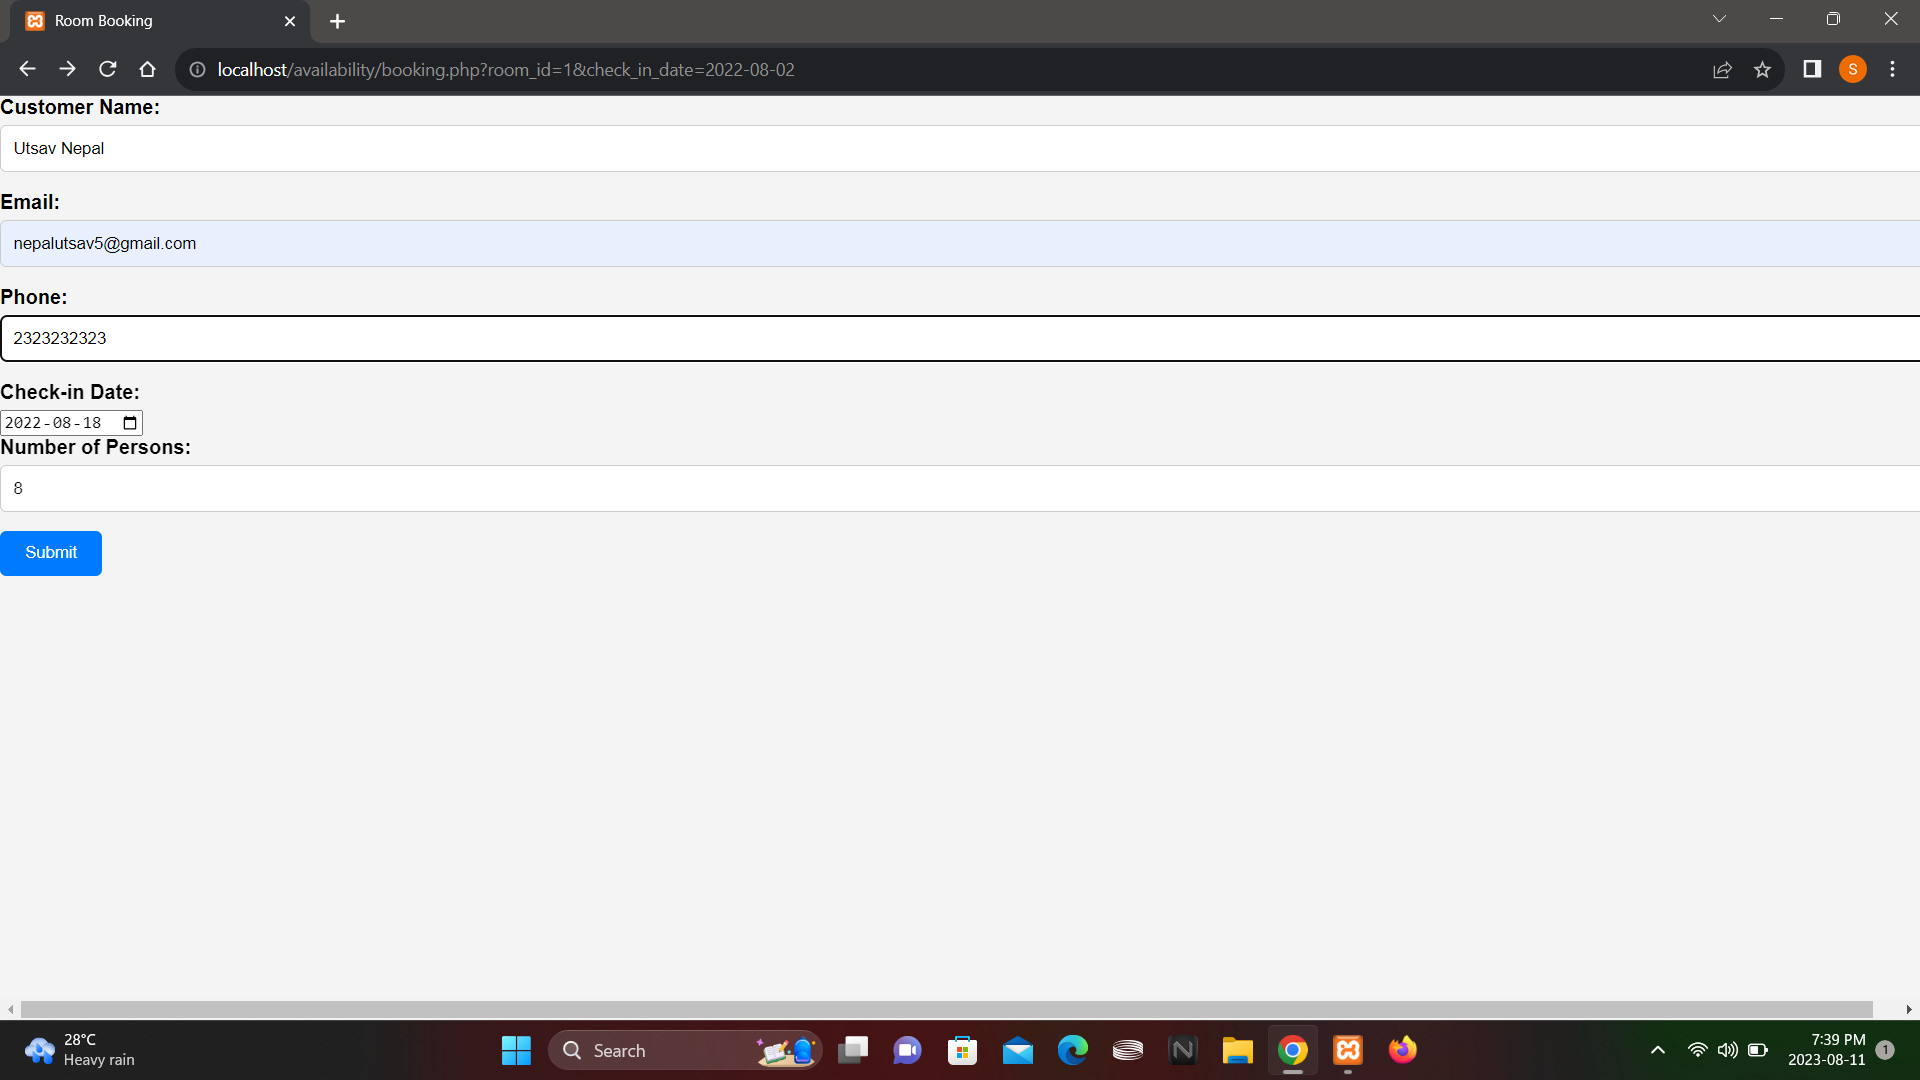 Room Booking
localhost/availability/booking.php?room_id=1&check_in_date=2022-08-02
S
Customer Name:
Utsav Nepal
Email:
nepalutsav5@gmail.com
Phone:
2323232323
Check-in Date:
2022-08-18
Number of Persons:
8
Submit
28°C
Heavy rain
Search
N
7:39 PM
2023-08-11
1